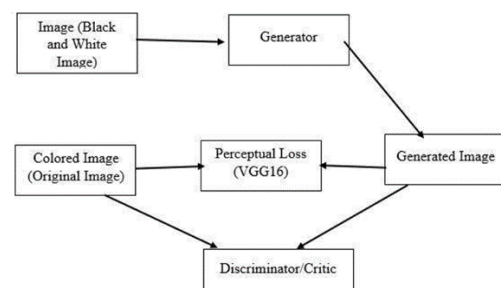 Image (Black
and White
Image)
Generator
Colored Image
(Original Image)
Perceptual Loss
(VGG16)
Generated Image
Discriminator/Critic